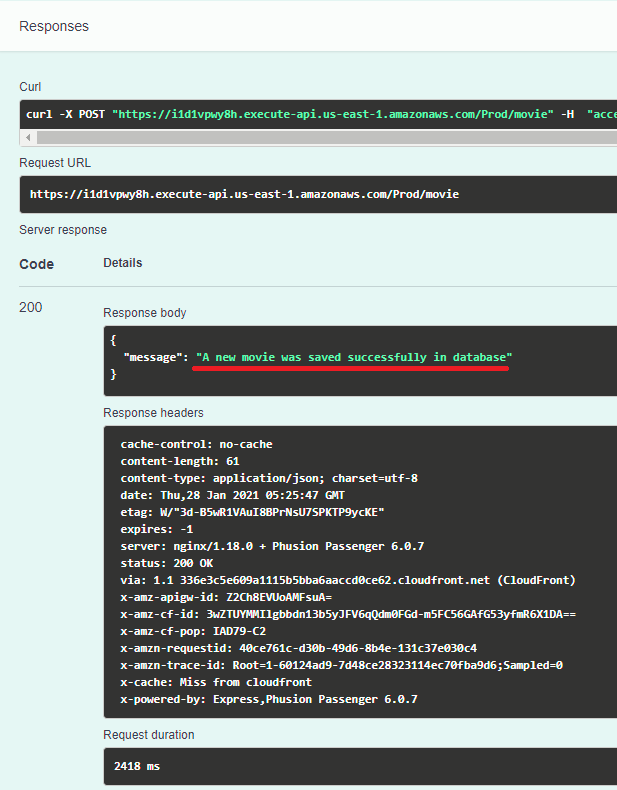 Responses
Curl
curl -X POST "https://i1d1vpwy8h.execute-api.us-east-1.amazonaws.com/Prod/movie" -H  "acce
Request URL
https://i1d1vpwy8h.execute-api.us-east-1.amazonaws.com/Prod/movie
Server response
Code Details
200
Response body
{
"message": "A new movie was saved successfully in database"
}
Response headers
cache-control: no-cache
content-length: 61
content-type: application/json; charset=utf-8
date: Thu,28 Jan 2021 05:25:47 GMT
etag: W/"3d-B5wR1VAuI8BPrNsU7SPKTP9ycKE"
expires: -1
server: nginx/1.18.0 + Phusion Passenger 6.0.7
status: 200 OK
via: 1.1 336e3c5e609a1115b5bba6aaccd0ce62.cloudfront.net (CloudFront)
x-amz-apigw-id: Z2Ch8EVUoAMFsuA=
x-amz-cf-id: 3wZTUYMMIlgbbdn13b5yJFV6qQdm0FGd-m5FC56GAfG53yfmR6X1DA==
x-amz-cf-pop: IAD79-C2
x-amzn-requestid: 40ce761c-d30b-49d6-8b4e-131c37e030c4
x-amzn-trace-id: Root=1-60124ad9-7d48ce28323114ec70fba9d6;Sampled=0
x-cache: Miss from cloudfront
x-powered-by: Express,Phusion Passenger 6.0.7
Request duration
2418 ms